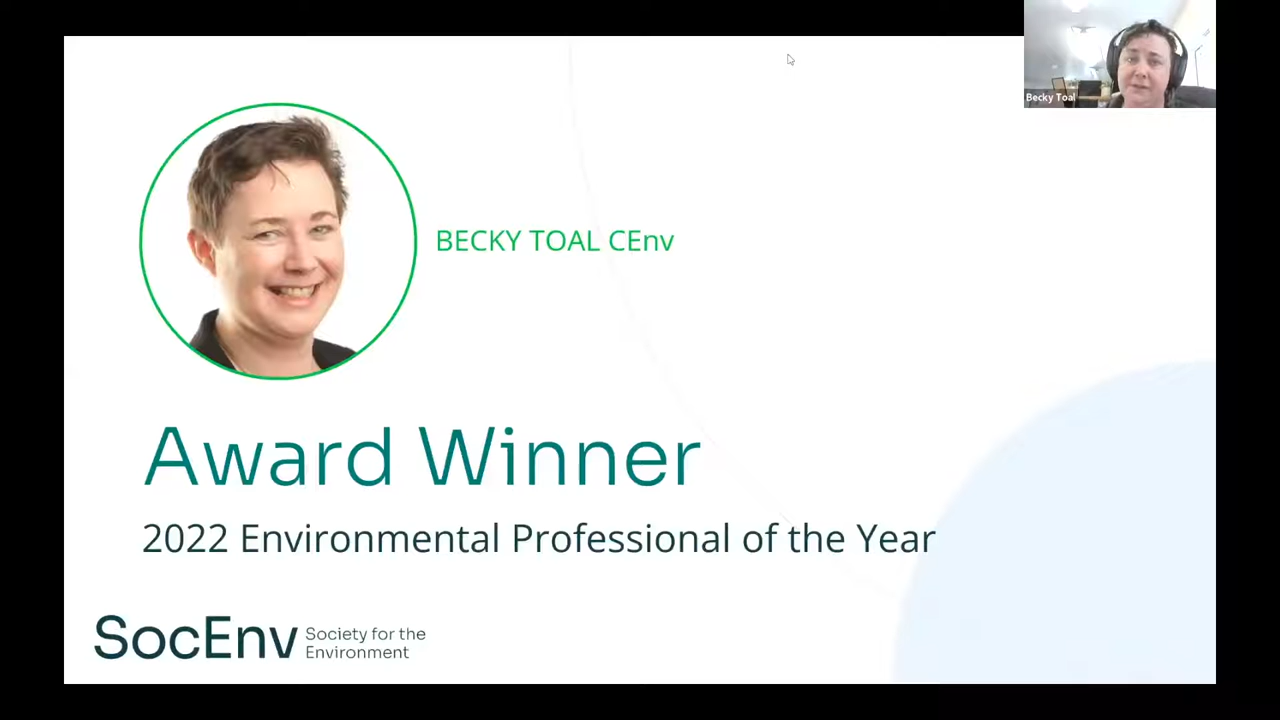 Becky Toal
BECKY TOAL CEnv
Award Winner
2022 Environmental Professional of the Year
SocEnv
Society for the
Environment